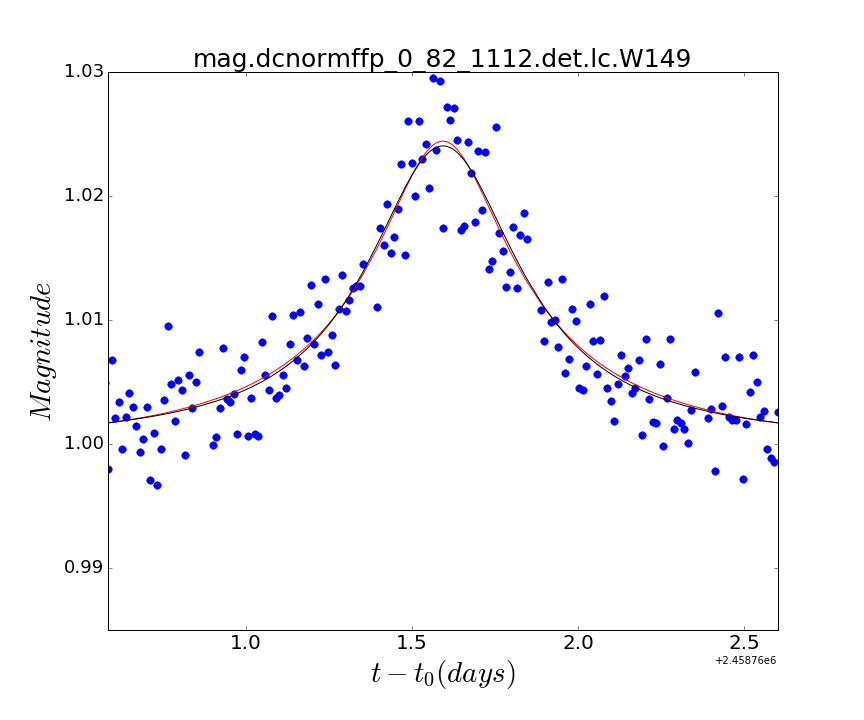 mag.dcnormffp_0_82_1112.det.lc.W149
1.03
1.02
1.01
1.00
0.99
Magnitude
1.0 1.5 2.0 2.5
+2.45876e6
t − t₀(days)